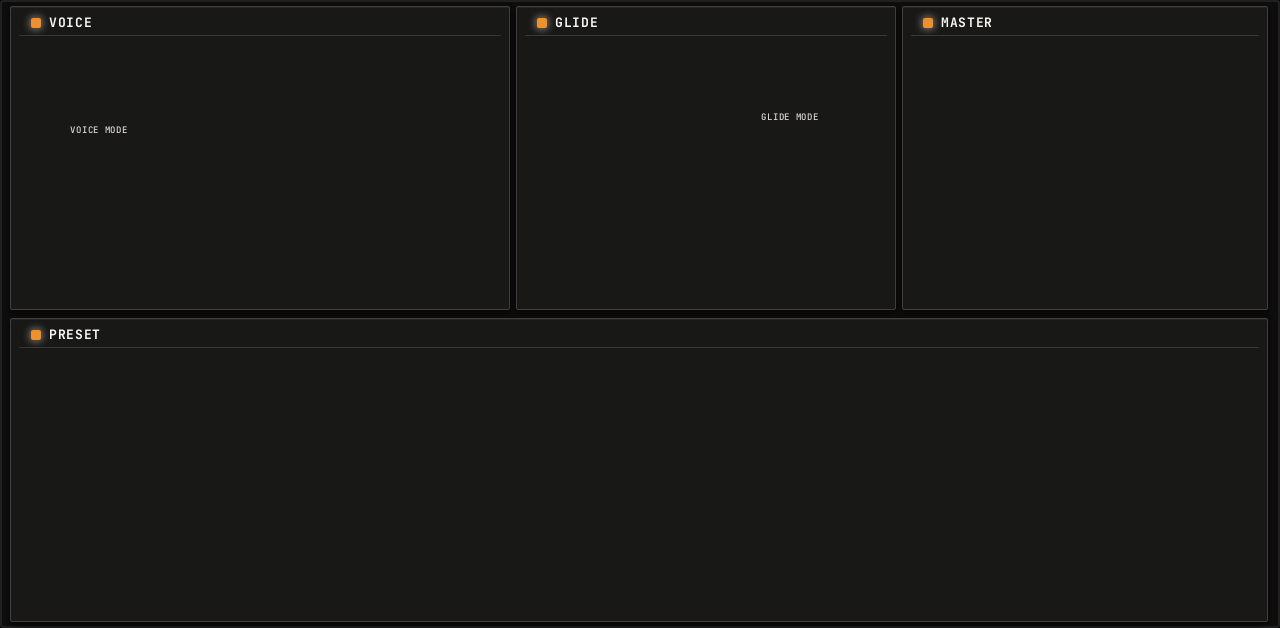 VOICE
GLIDE
MASTER
VOICE MODE
GLIDE MODE
PRESET